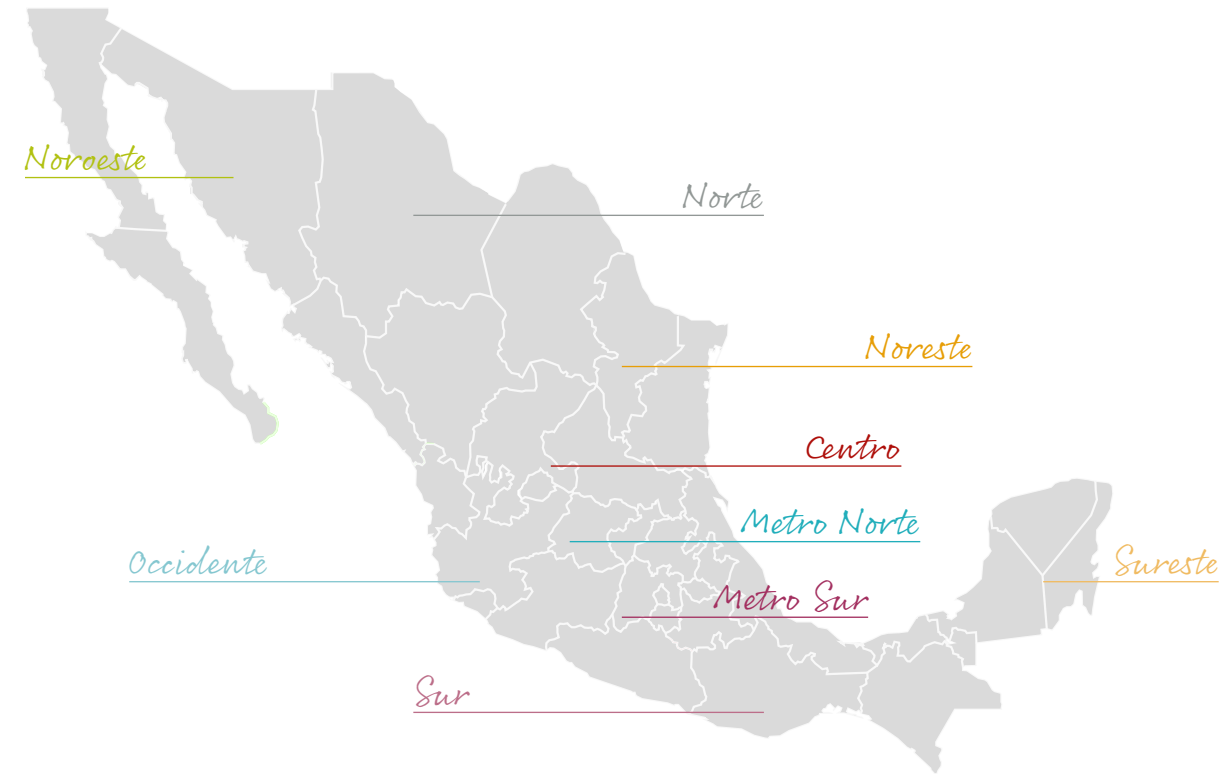 Noroeste
Norte
Noreste
Centro
Metro Norte
Occidente
Sureste
Metro Sur
Sur